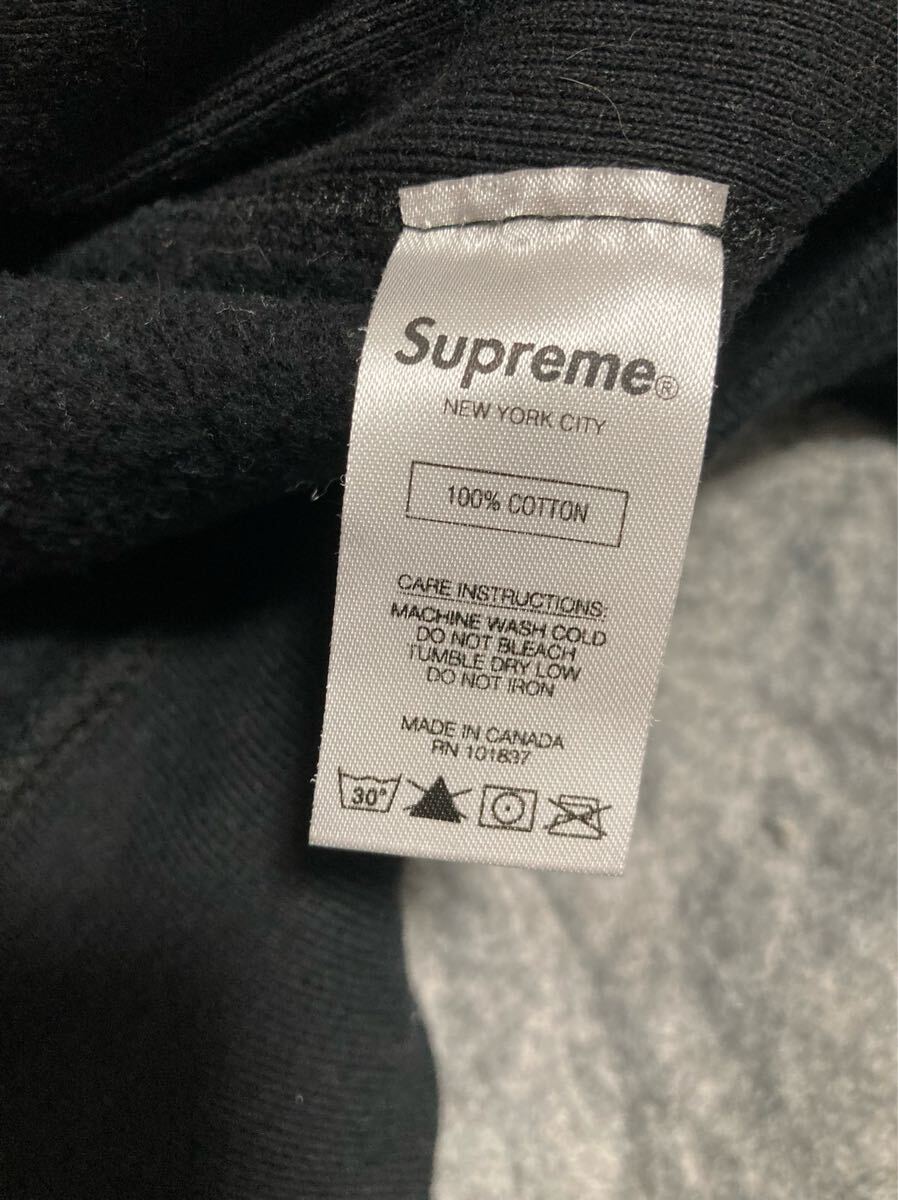 Supreme®
NEW YORK CITY
100% COTTON
CARE INSTRUCTIONS:
MACHINE WASH COLD
DO NOT BLEACH
TUMBLE DRY LOW
DO NOT IRON
MADE IN CANADA
RN 101837
30°